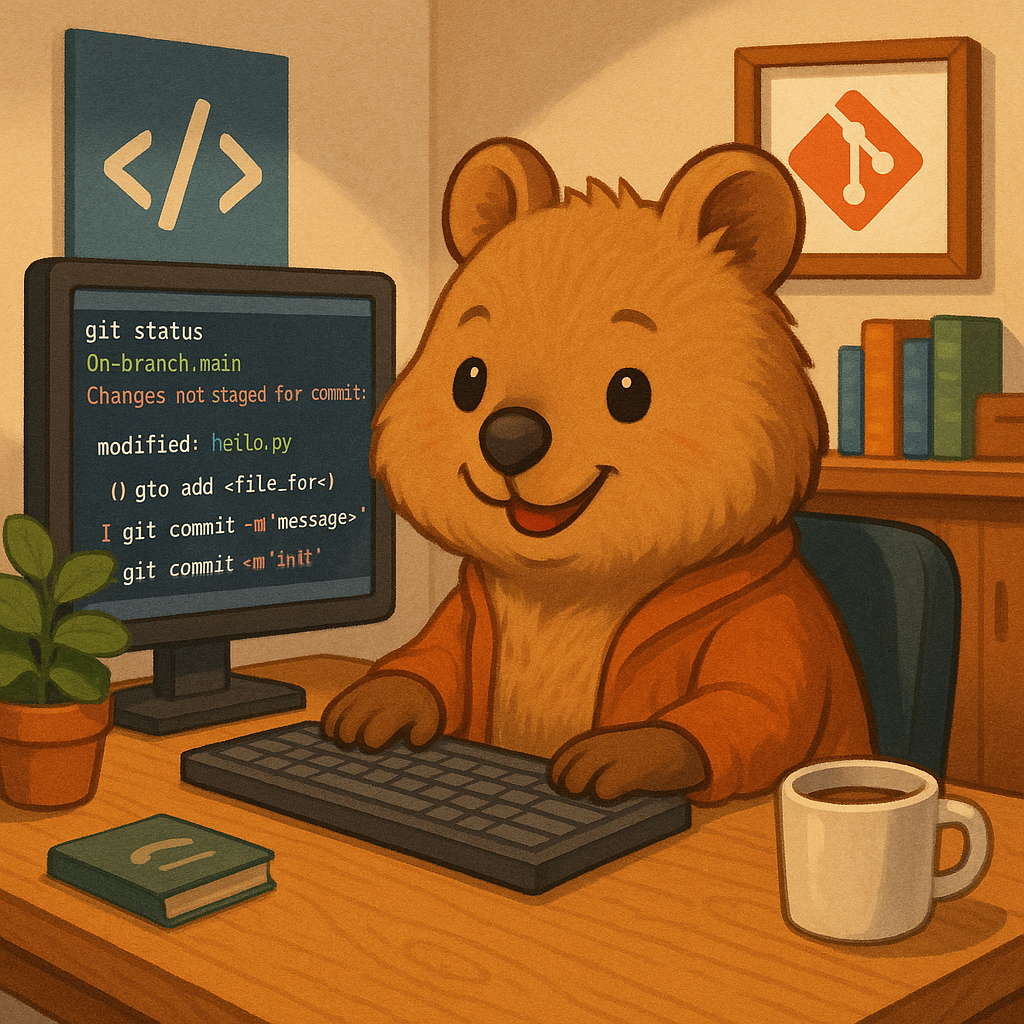 </>
git status
On-branch.main
Changes not staged for commit:
modified: heilo.py
() gto add <file_for<)
I git commit -m 'message>'
git commit <m 'init'